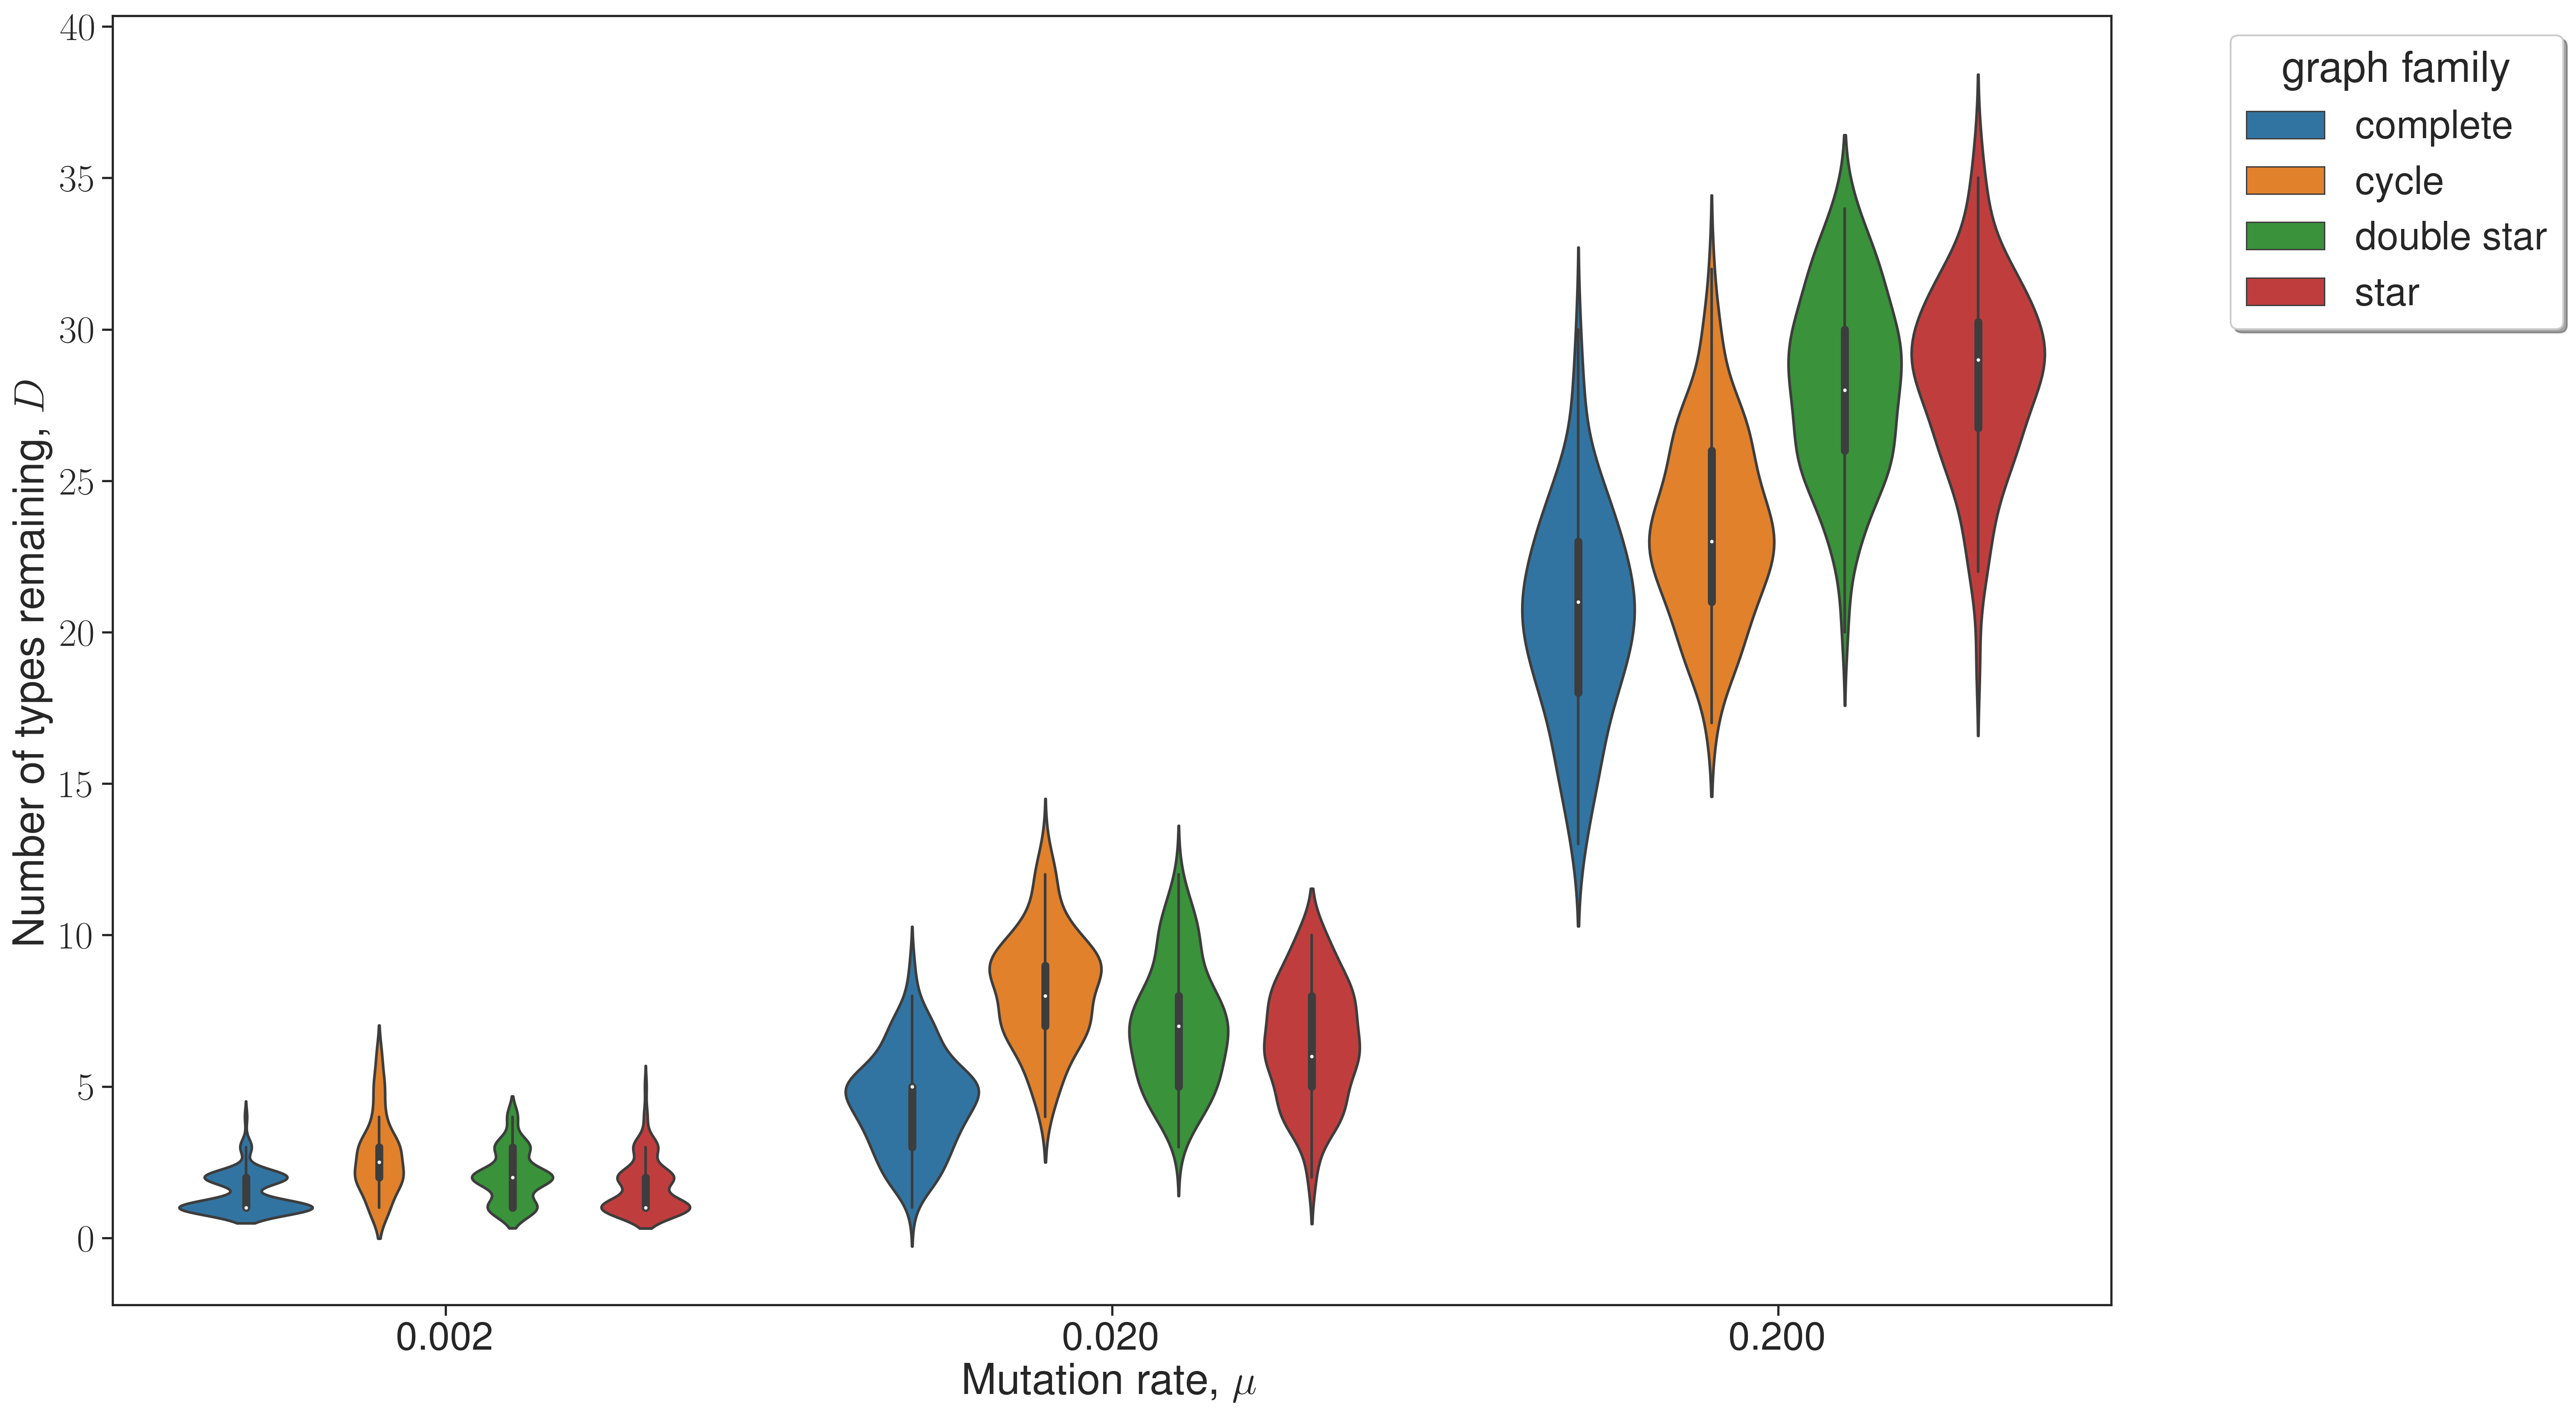 40
35
30
25
20
15
10
5
0
Number of types remaining, D
0.002
0.020
0.200
Mutation rate, μ
graph family
complete
cycle
double star
star